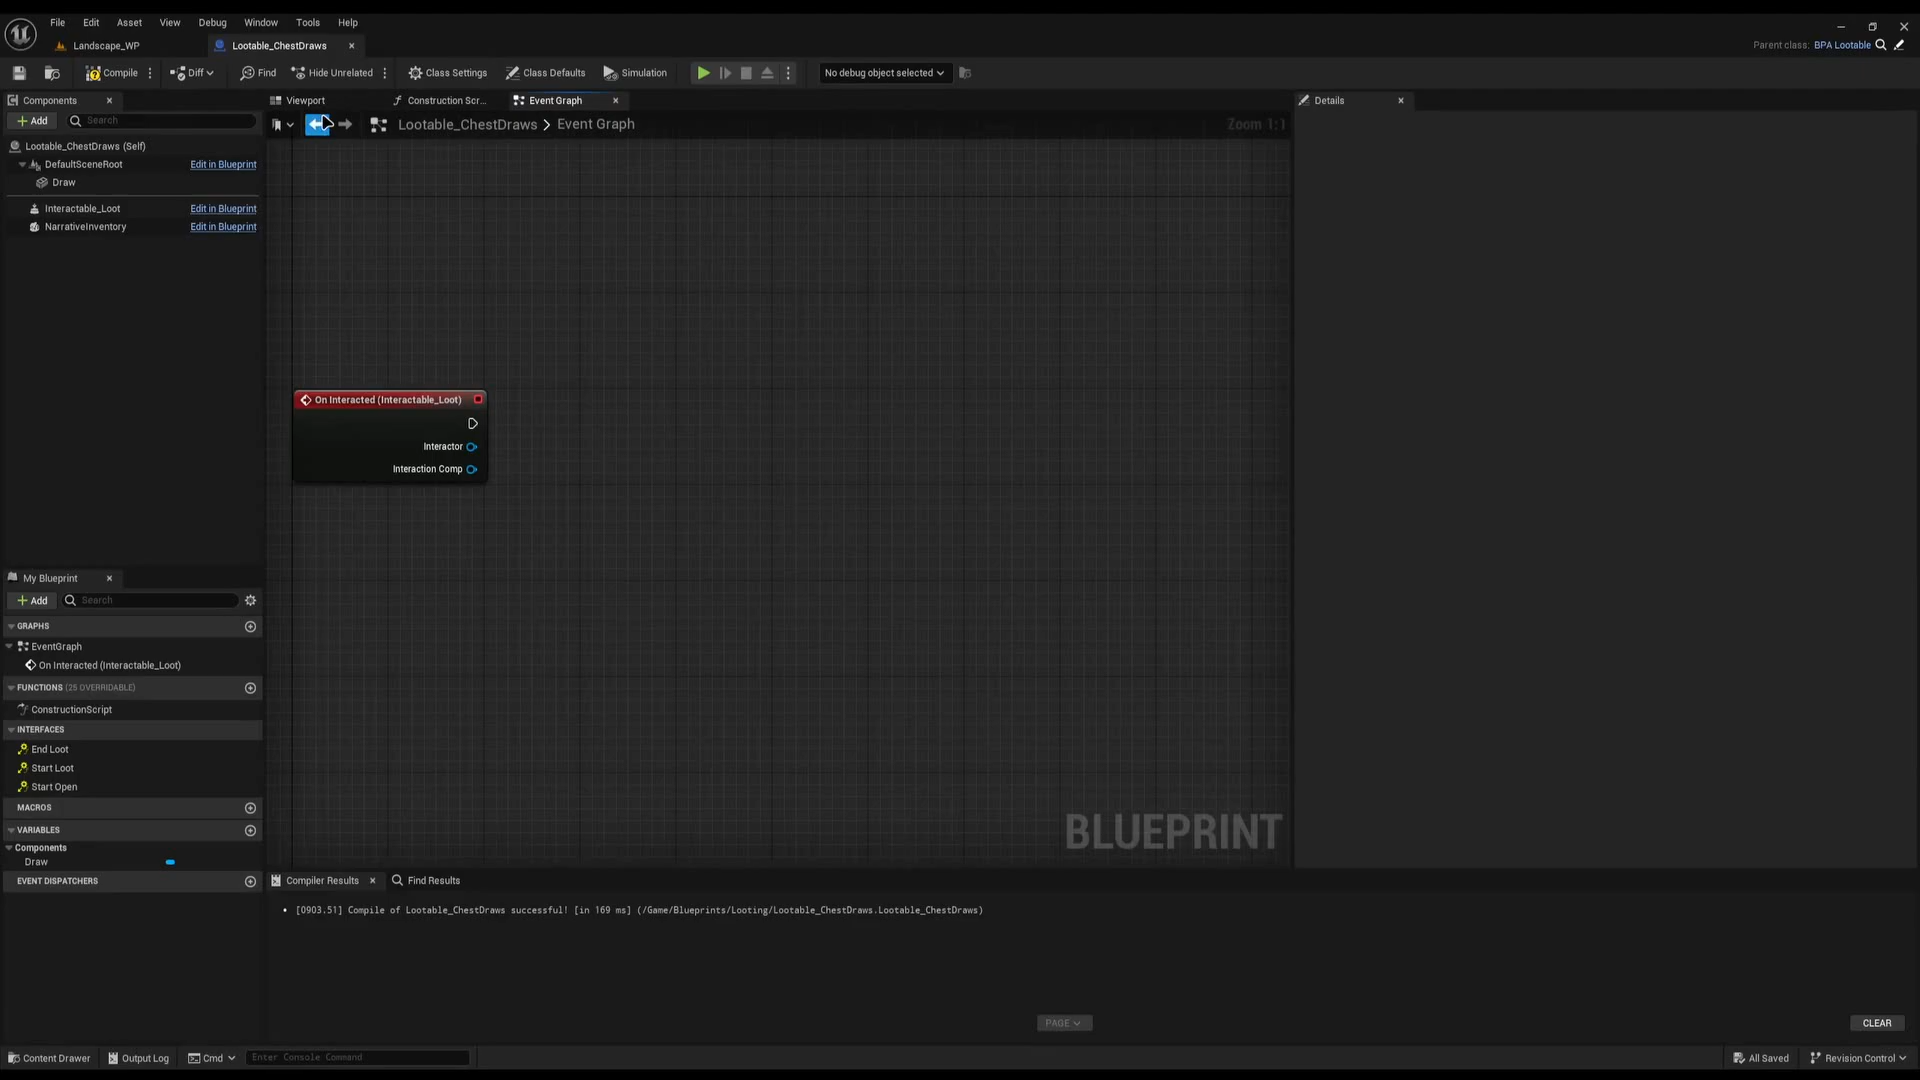 File Edit Asset View Debug Window Tools Help
Landscape_WP Lootable_ChestDraws
Parent class: BPA Lootable
Compile Diff Find Hide Unrelated Class Settings Class Defaults Simulation No debug object selected
Components
Viewport Construction Scr... Event Graph
Details
Add Search
Lootable_ChestDraws > Event Graph Zoom 1:1
Lootable_ChestDraws (Self)
DefaultSceneRoot Edit in Blueprint
Draw
Interactable_Loot Edit in Blueprint
NarrativeInventory Edit in Blueprint
On Interacted (Interactable_Loot)
Interactor
Interaction Comp
My Blueprint
Add Search
GRAPHS
EventGraph
On Interacted (Interactable_Loot)
FUNCTIONS (25 OVERRIDABLE)
ConstructionScript
INTERFACES
End Loot
Start Loot
Start Open
MACROS
VARIABLES
Components
Draw
EVENT DISPATCHERS
BLUEPRINT
Compiler Results Find Results
[0903.51] Compile of Lootable_ChestDraws successful! [in 169 ms] (/Game/Blueprints/Looting/Lootable_ChestDraws.Lootable_ChestDraws)
PAGE
CLEAR
Content Drawer Output Log Cmd Enter Console Command All Saved Revision Control